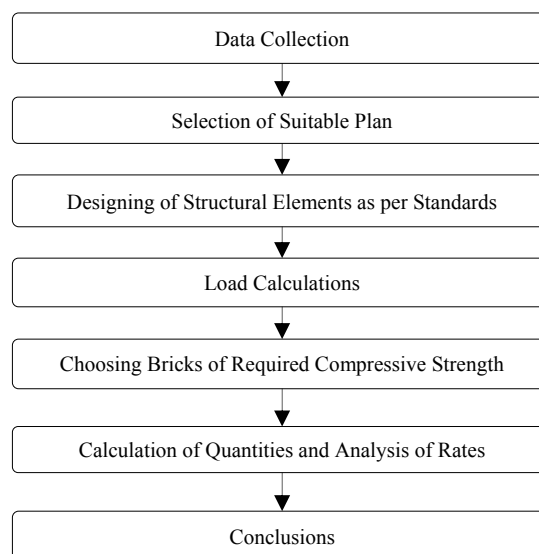 Data Collection
Selection of Suitable Plan
Designing of Structural Elements as per Standards
Load Calculations
Choosing Bricks of Required Compressive Strength
Calculation of Quantities and Analysis of Rates
Conclusions